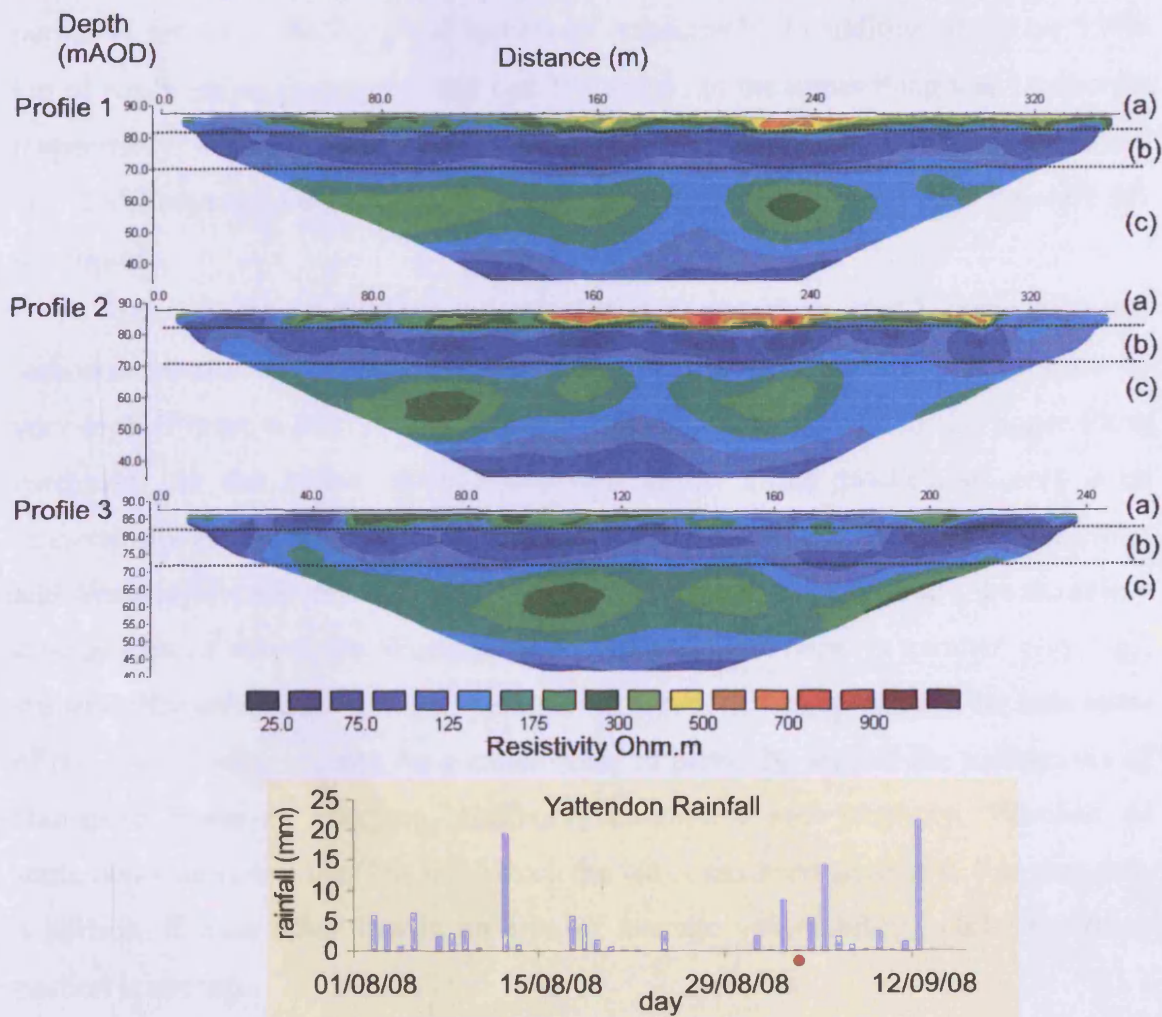 Depth
(mAOD)
Distance (m)
Profile 1
0.0 80.0 160 240 320
90.0
80.0
70.0
60.0
50.0
40.0
(a)
(b)
(c)
Profile 2
0.0 80.0 160 240 320
90.0
80.0
70.0
60.0
50.0
40.0
(a)
(b)
(c)
Profile 3
0.0 40.0 80.0 120 160 200 240
90.0
85.0
80.0
75.0
70.0
65.0
60.0
55.0
50.0
45.0
40.0
(a)
(b)
(c)
25.0 75.0 125 175 300 500 700 900
Resistivity Ohm.m
Yattendon Rainfall
rainfall (mm)
25
20
15
10
5
0
01/08/08 15/08/08 29/08/08 12/09/08
day